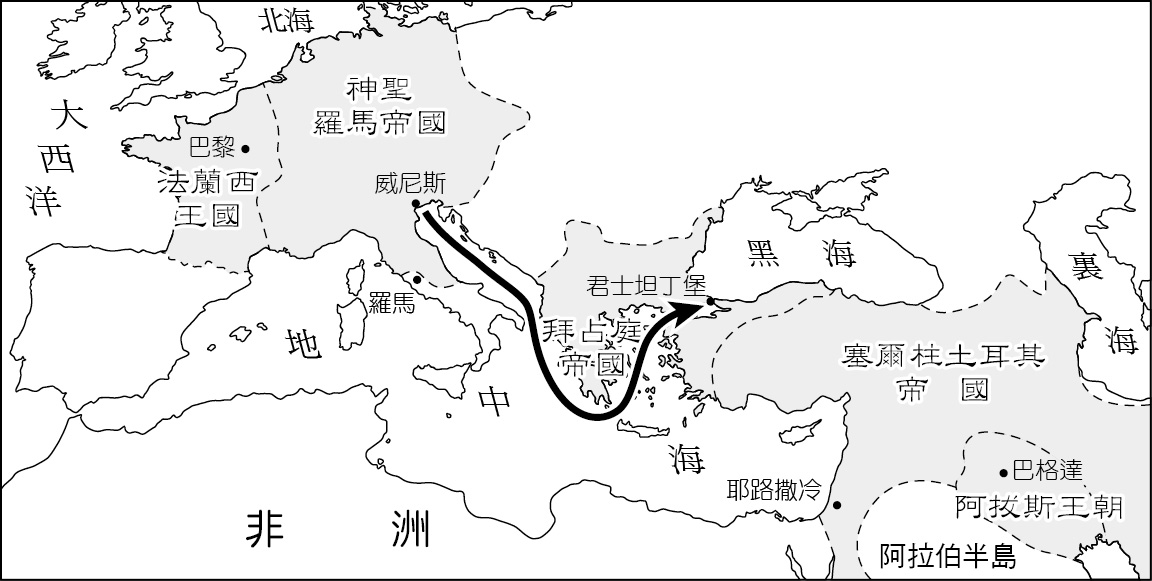 北海
大西洋
神聖
羅馬帝國
巴黎
法蘭西
王國
威尼斯
黑海
裏海
君士坦丁堡
羅馬
拜占庭
帝國
地中海
塞爾柱土耳其
帝國
巴格達
阿拔斯王朝
耶路撒冷
非洲
阿拉伯半島